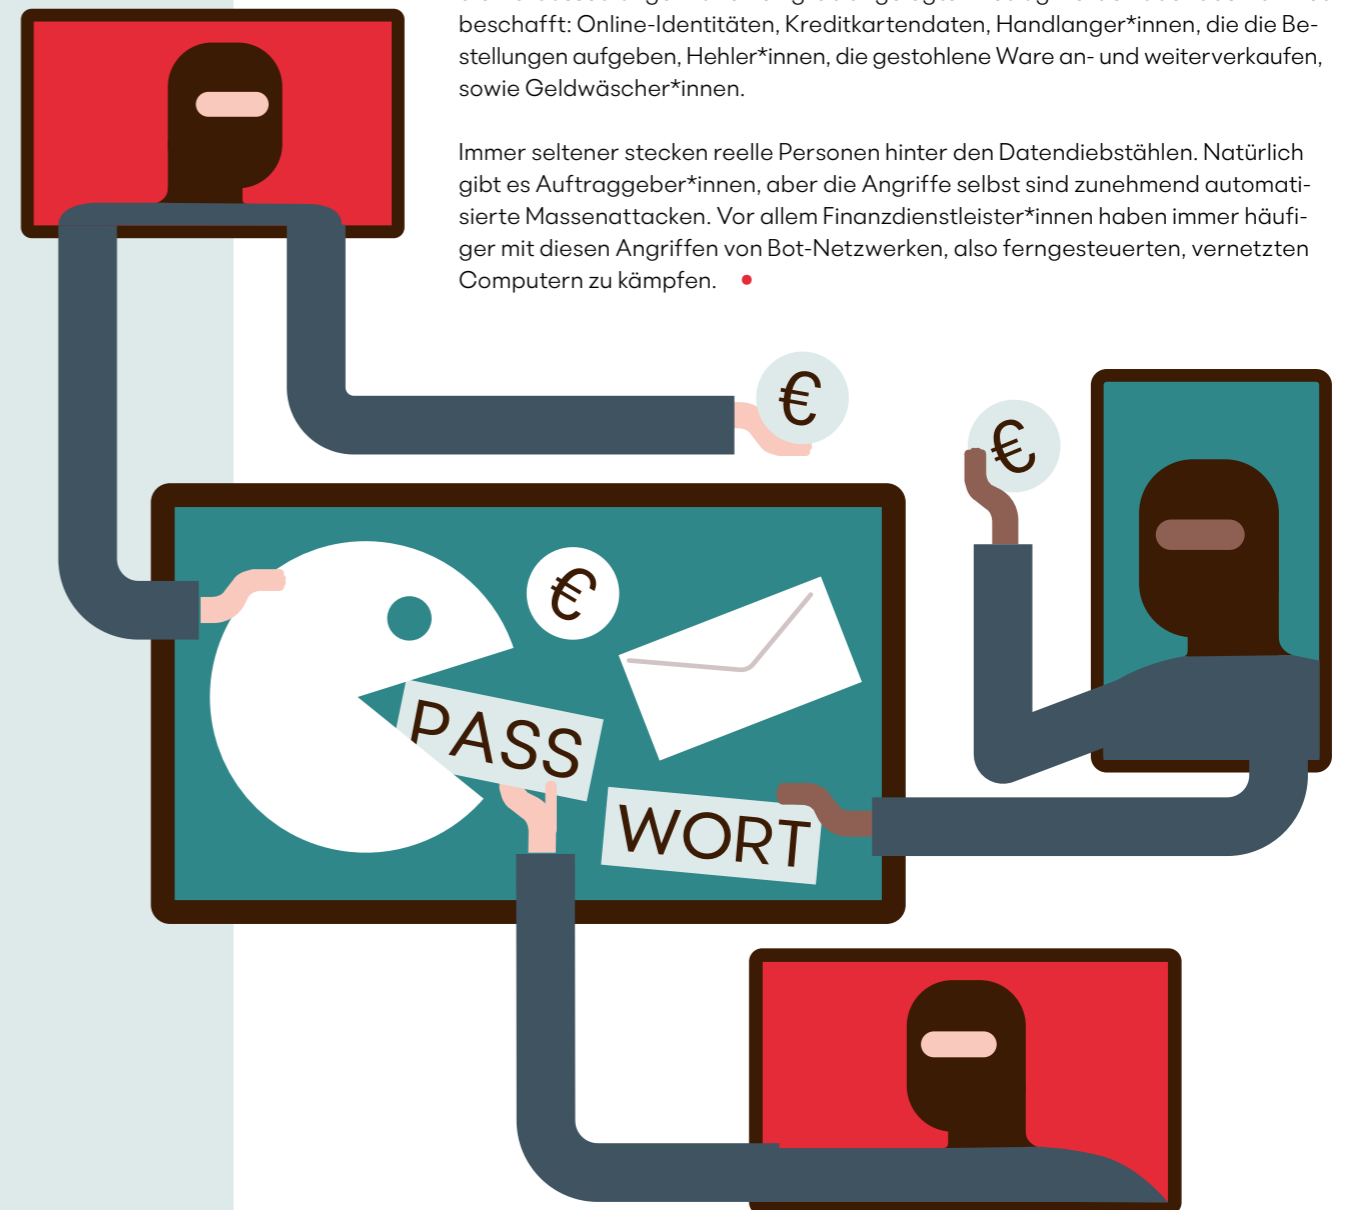 beschafft: Online-Identitäten, Kreditkartendaten, Handlanger*innen, die die Be-
stellungen aufgeben, Hehler*innen, die gestohlene Ware an- und weiterverkaufen,
sowie Geldwäscher*innen.
Immer seltener stecken reelle Personen hinter den Datendiebstählen. Natürlich
gibt es Auftraggeber*innen, aber die Angriffe selbst sind zunehmend automati-
sierte Massenattacken. Vor allem Finanzdienstleister*innen haben immer häufi-
ger mit diesen Angriffen von Bot-Netzwerken, also ferngesteuerten, vernetzten
Computern zu kämpfen.
€
€
€
PASS
WORT